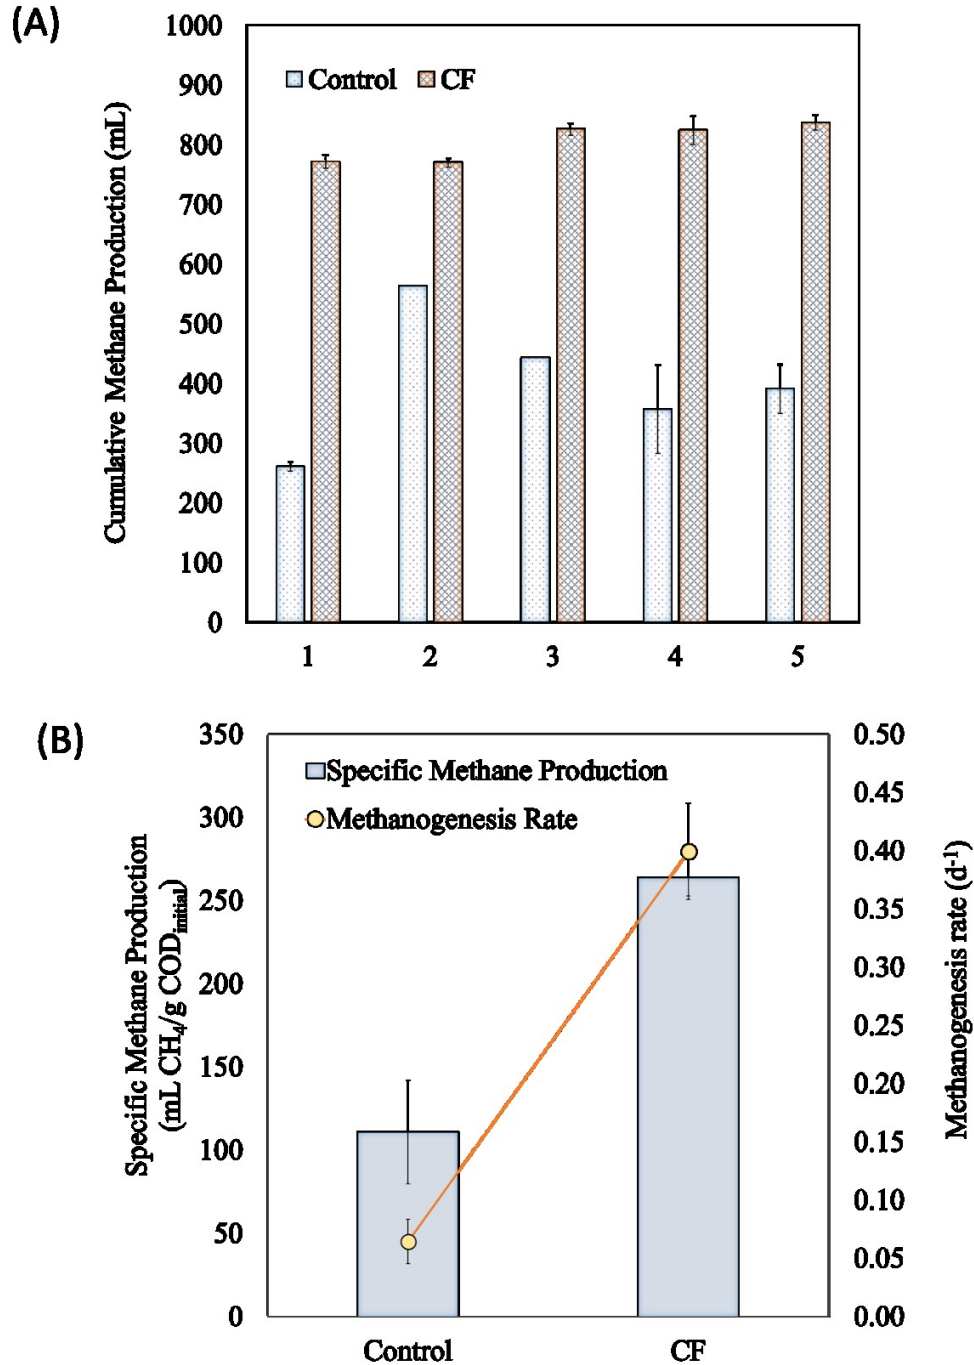 (A)
Cumulative Methane Production (mL)
1000
900
800
700
600
500
400
300
200
100
0
Control CF
1 2 3 4 5
(B)
Specific Methane Production
(mL CH4/g CODinitial)
350
300
250
200
150
100
50
0
Specific Methane Production
Methanogenesis Rate
Control CF
0.50
0.45
0.40
0.35
0.30
0.25
0.20
0.15
0.10
0.05
0.00
Methanogenesis rate (d-1)